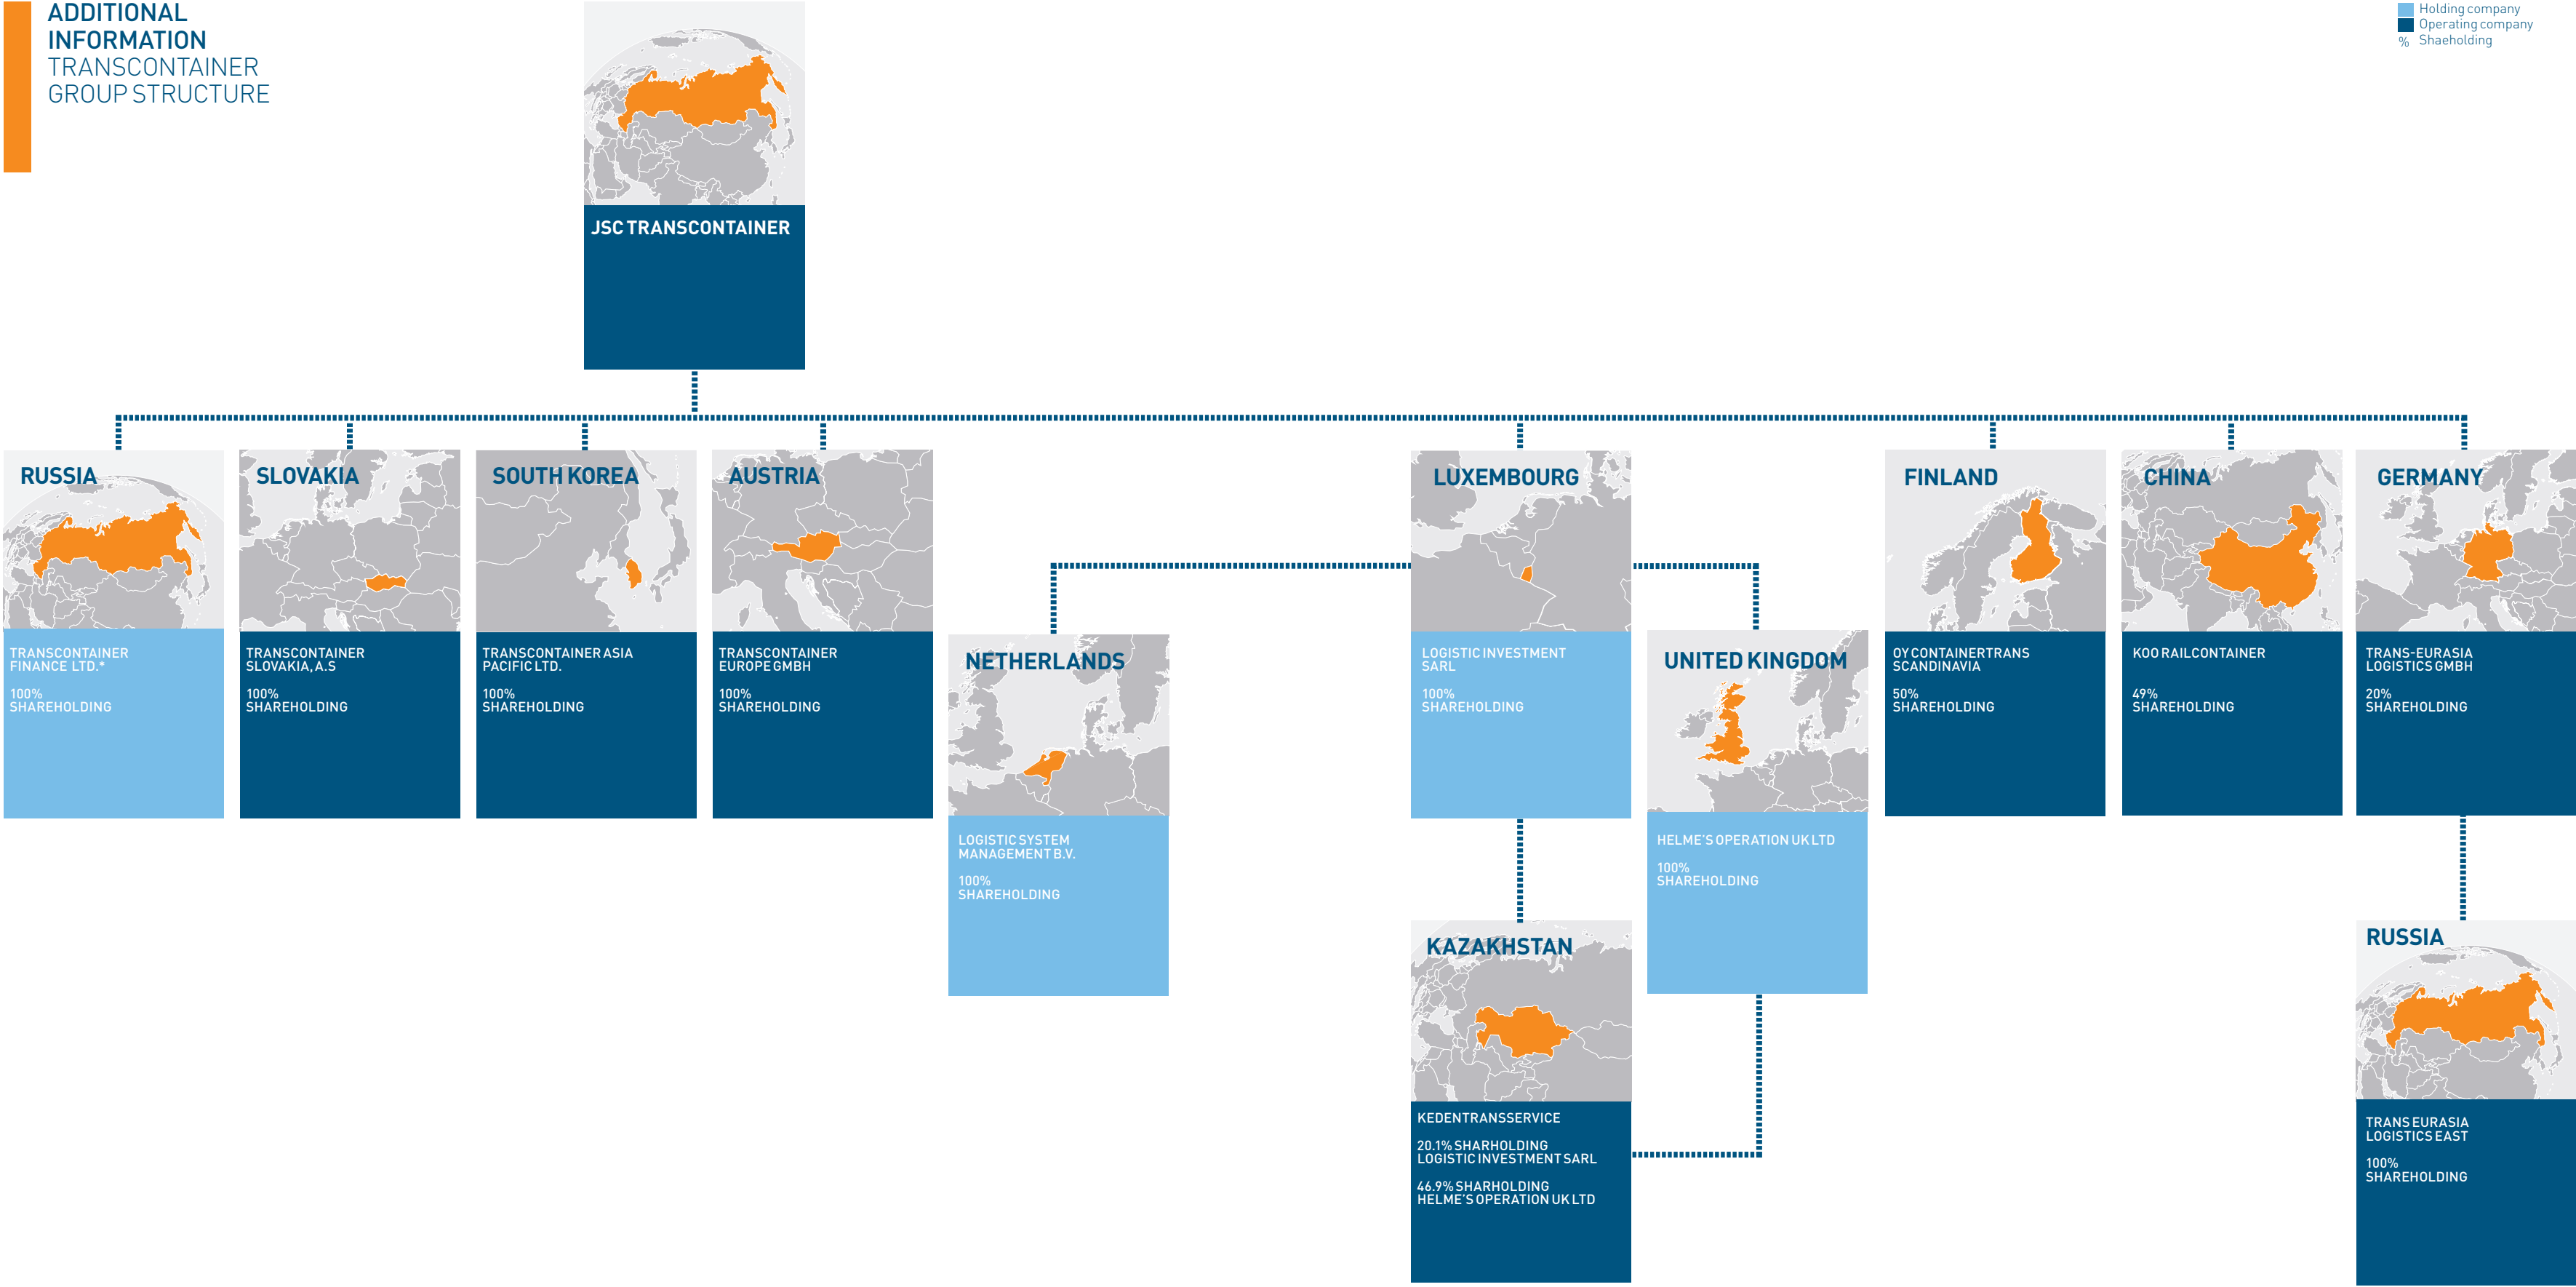 ADDITIONAL
INFORMATION
TRANSCONTAINER
GROUP STRUCTURE
Holding company
Operating company
% Shaeholding
JSC TRANSCONTAINER
RUSSIA
TRANSCONTAINER
FINANCE LTD.*
100%
SHAREHOLDING
SLOVAKIA
TRANSCONTAINER
SLOVAKIA, A.S
100%
SHAREHOLDING
SOUTH KOREA
TRANSCONTAINER ASIA
PACIFIC LTD.
100%
SHAREHOLDING
AUSTRIA
TRANSCONTAINER
EUROPE GMBH
100%
SHAREHOLDING
NETHERLANDS
LOGISTIC SYSTEM
MANAGEMENT B.V.
100%
SHAREHOLDING
LUXEMBOURG
LOGISTIC INVESTMENT
SARL
100%
SHAREHOLDING
UNITED KINGDOM
HELME'S OPERATION UK LTD
100%
SHAREHOLDING
FINLAND
OY CONTAINERTRANS
SCANDINAVIA
50%
SHAREHOLDING
CHINA
KOO RAILCONTAINER
49%
SHAREHOLDING
GERMANY
TRANS-EURASIA
LOGISTICS GMBH
20%
SHAREHOLDING
KAZAKHSTAN
KEDENTRANSSERVICE
20.1% SHARHOLDING
LOGISTIC INVESTMENT SARL
46.9% SHARHOLDING
HELME'S OPERATION UK LTD
RUSSIA
TRANS EURASIA
LOGISTICS EAST
100%
SHAREHOLDING